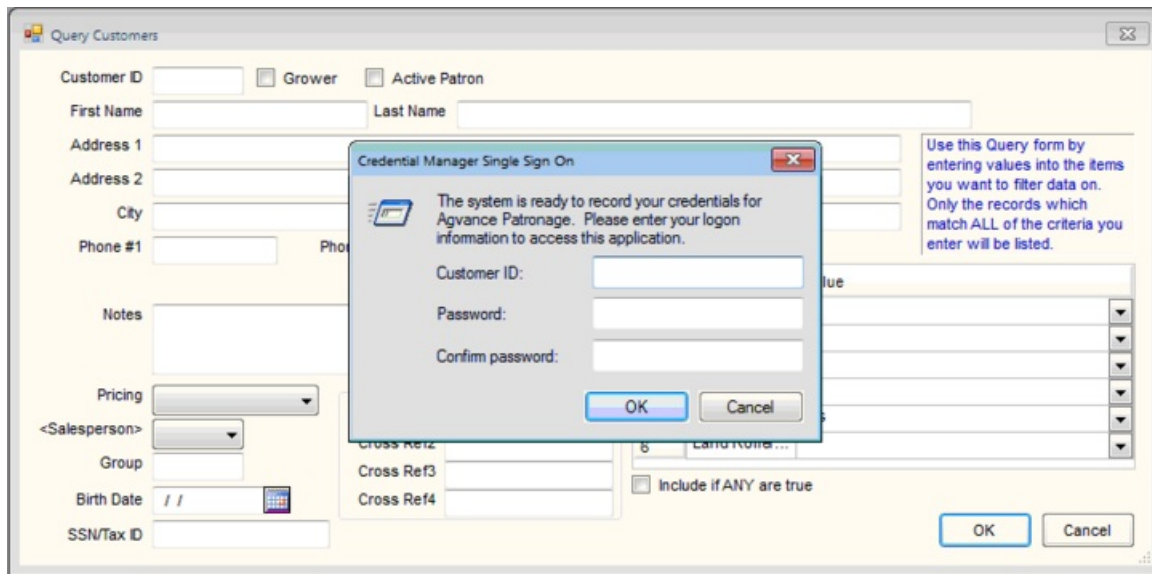 Query Customers
Customer ID
Grower
Active Patron
First Name
Last Name
Address 1
Address 2
City
Phone #1
Notes
Pricing
<Salesperson>
Group
Birth Date / /
SSN/Tax ID
Use this Query form by
entering values into the items
you want to filter data on.
Only the records which
match ALL of the criteria you
enter will be listed.
Credential Manager Single Sign On
The system is ready to record your credentials for
Agvance Patronage. Please enter your logon
information to access this application.
Customer ID:
Password:
Confirm password:
OK
Cancel
Cross Ref2
Cross Ref3
Cross Ref4
Include if ANY are true
OK
Cancel